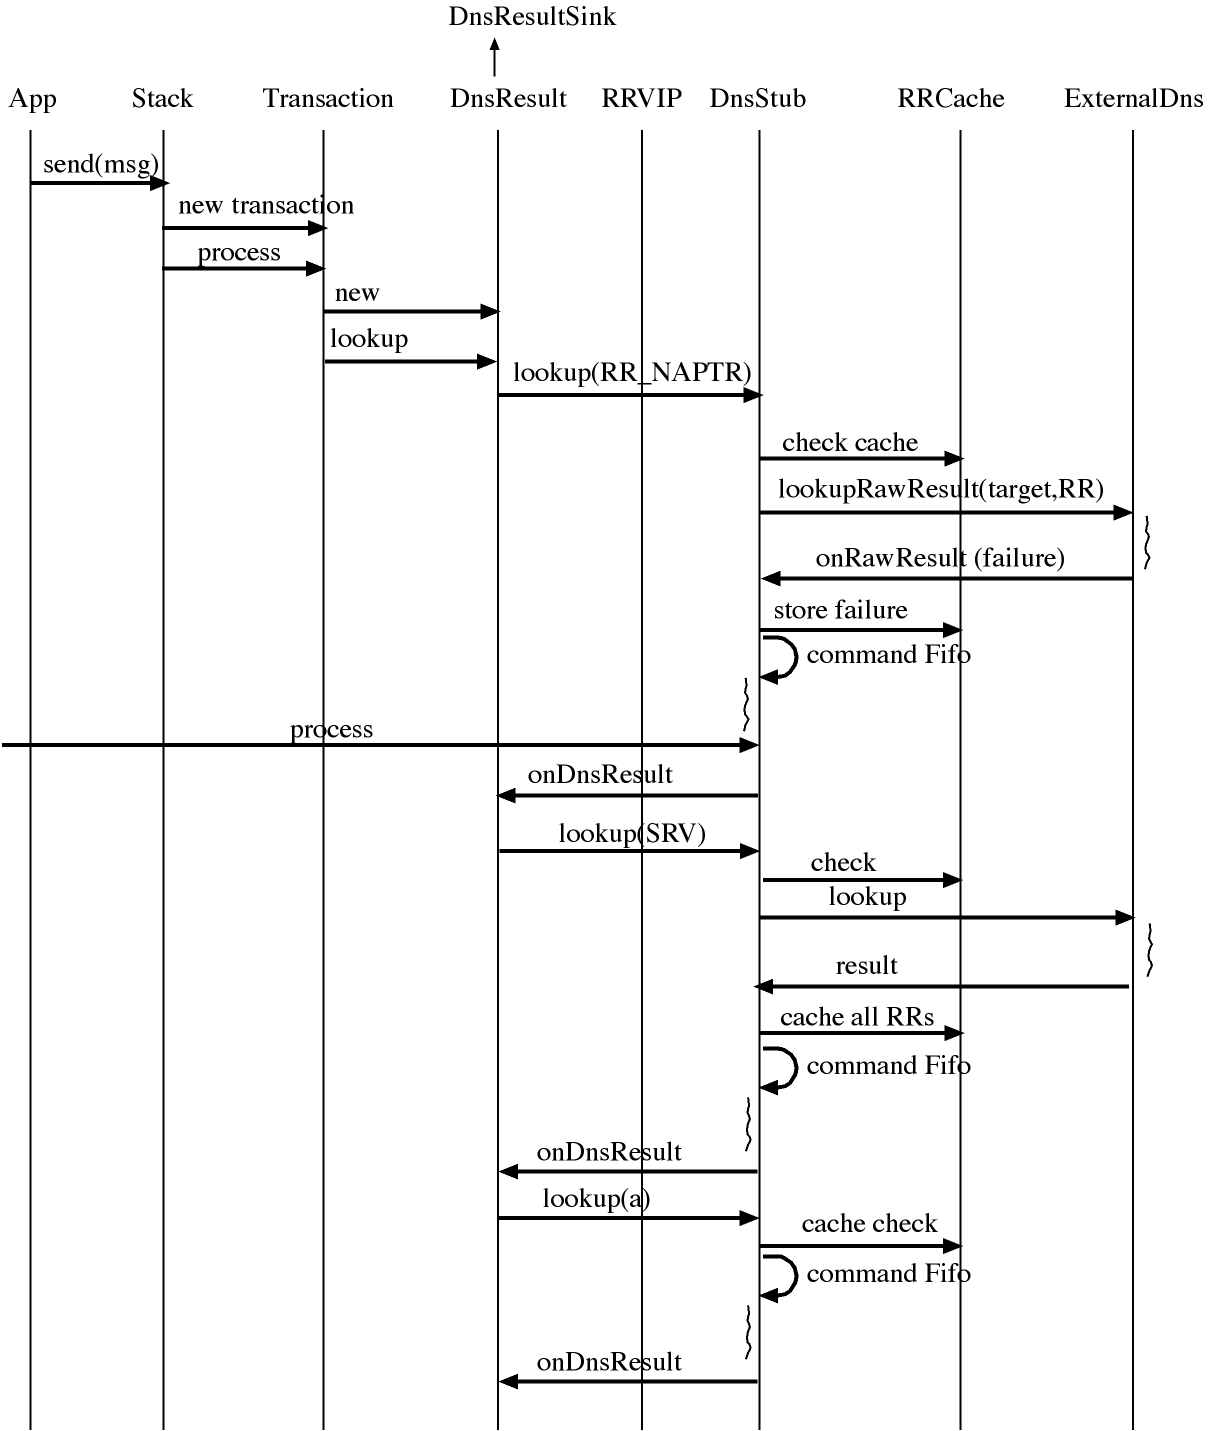 DnsResultSink
App Stack Transaction DnsResult RRVIP DnsStub RRCache ExternalDns
send(msg)
new transaction
process
new
lookup
lookup(RR_NAPTR)
check cache
lookupRawResult(target,RR)
onRawResult (failure)
store failure
command Fifo
process
onDnsResult
lookup(SRV)
check
lookup
result
cache all RRs
command Fifo
onDnsResult
lookup(a)
cache check
command Fifo
onDnsResult